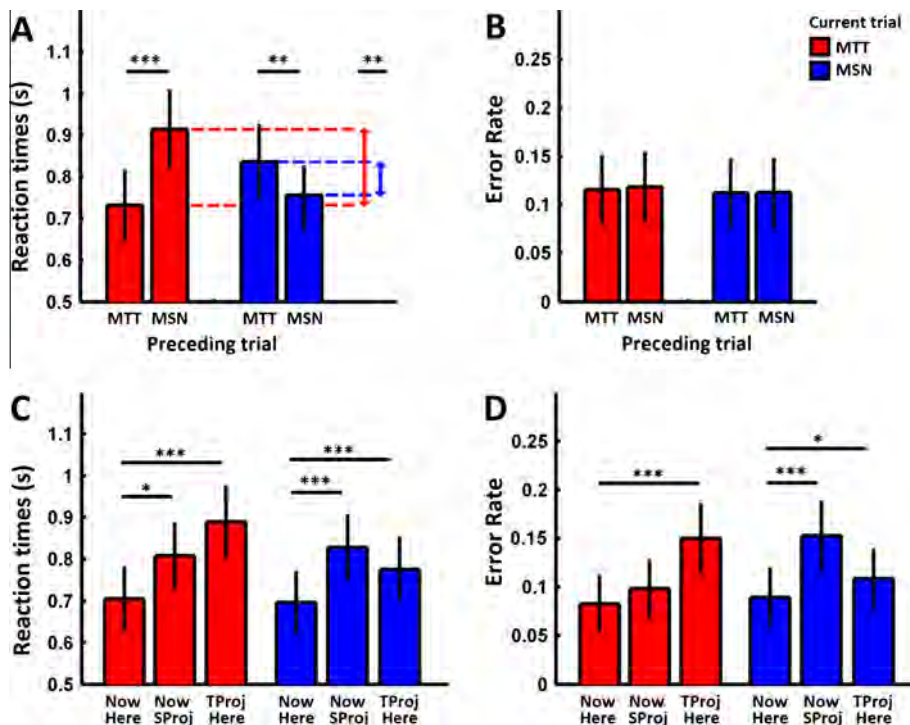 A
Reaction times (s)
1.1
1
0.9
0.8
0.7
0.6
0.5
***
**
**
MTT MSN MTT MSN
Preceding trial
B
Error Rate
0.25
0.2
0.15
0.1
0.05
0
Current trial
MTT
MSN
MTT MSN MTT MSN
Preceding trial
C
Reaction times (s)
1.1
1
0.9
0.8
0.7
0.6
0.5
***
*
***
***
Now Now TProj Now Now TProj
Here SProj Here Here SProj Here
D
Error Rate
0.25
0.2
0.15
0.1
0.05
0
***
*
***
Now Now TProj Now Now TProj
Here SProj Here Here SProj Here